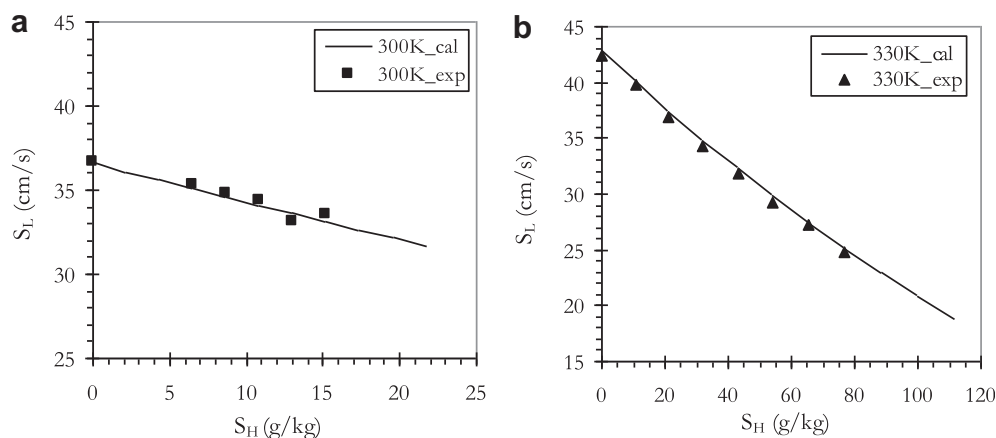 a
45
40
35
30
25
S_L (cm/s)
300K_cal
300K_exp
0 5 10 15 20 25
S_H (g/kg)
b
45
40
35
30
25
20
15
S_L (cm/s)
330K_cal
330K_exp
0 20 40 60 80 100 120
S_H (g/kg)